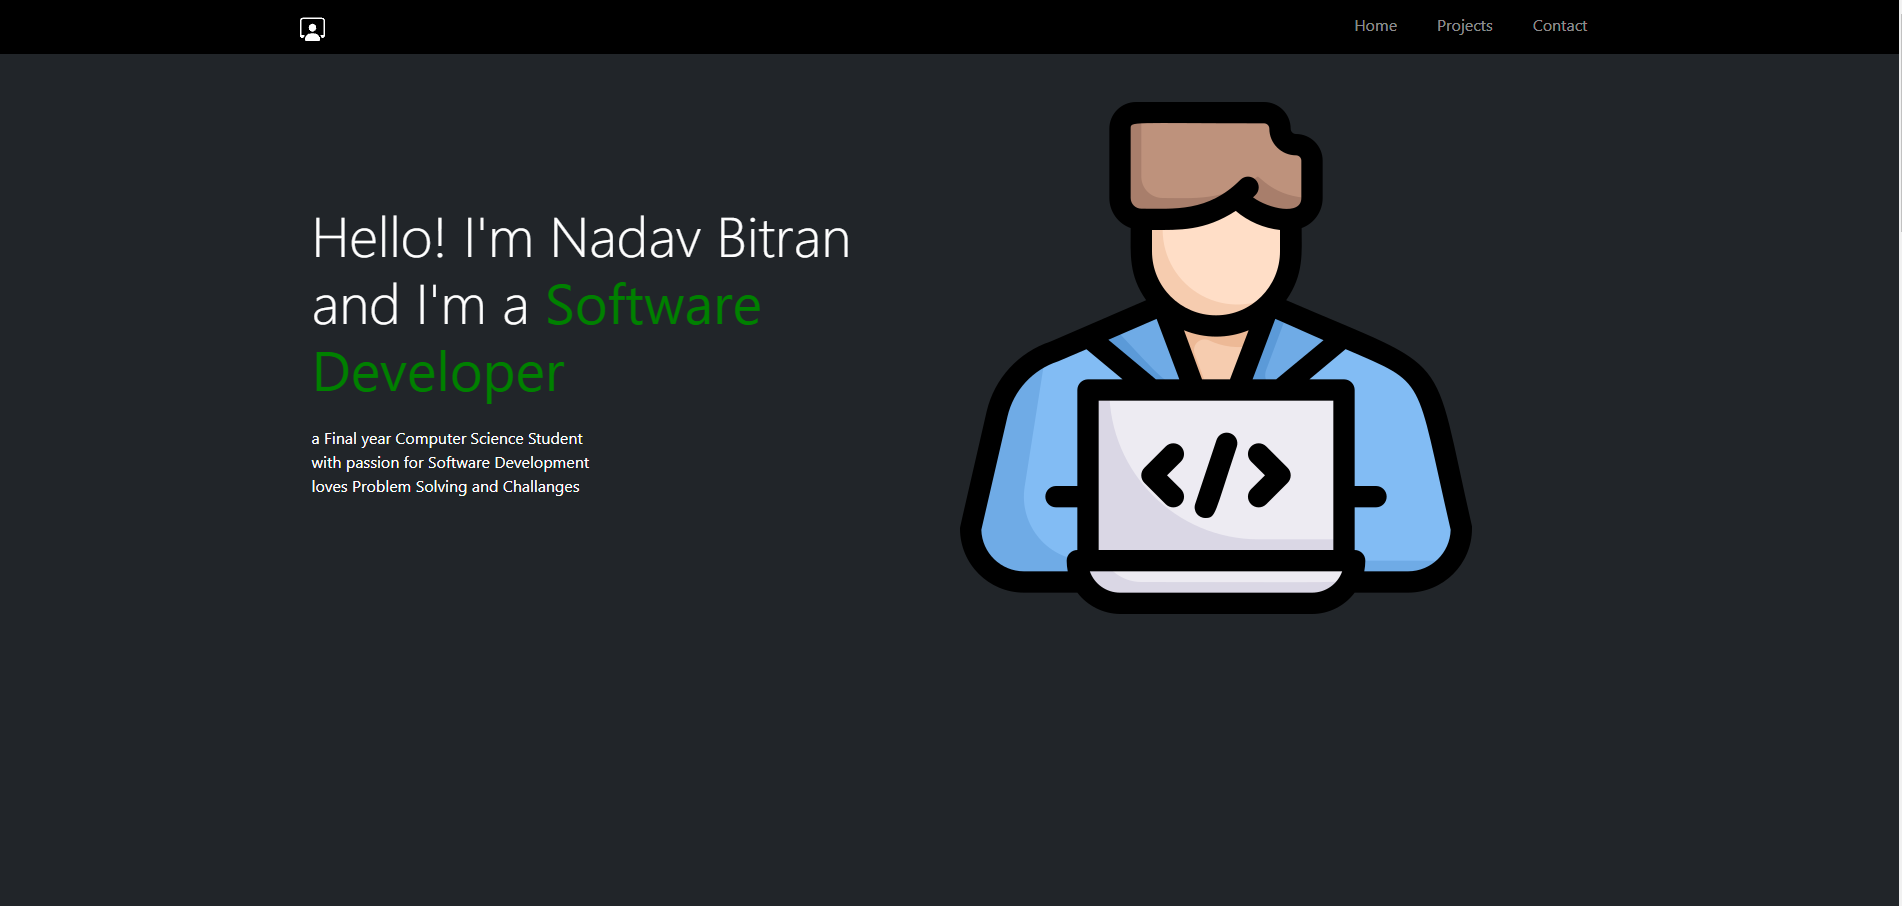 Home Projects Contact
Hello! I'm Nadav Bitran
and I'm a Software
Developer
a Final year Computer Science Student
with passion for Software Development
loves Problem Solving and Challanges
</>